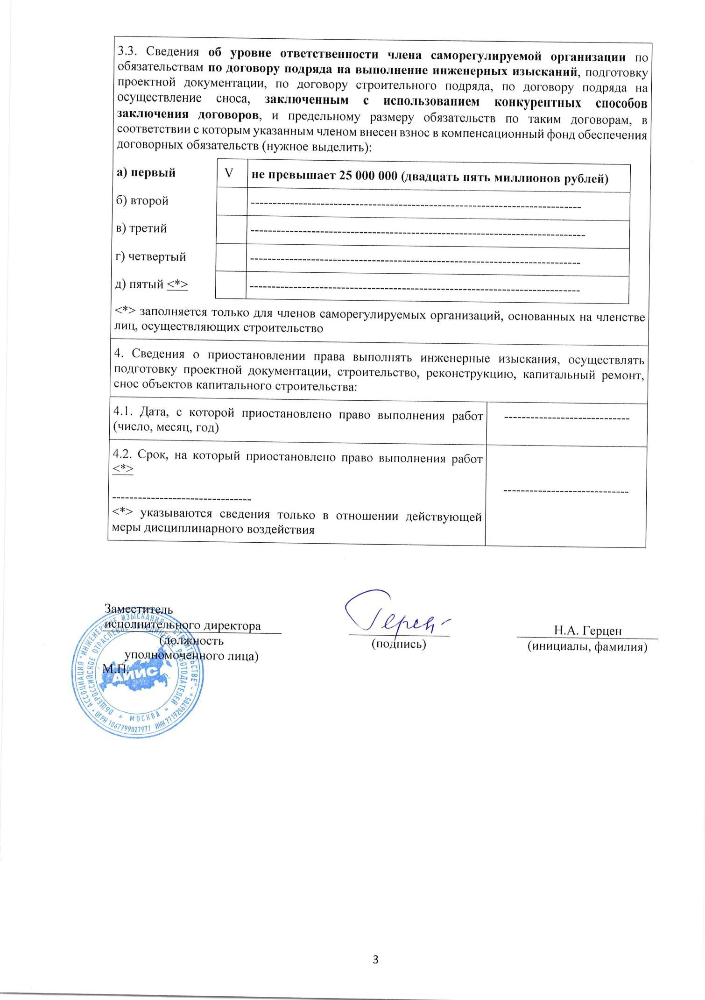 3.3. Сведения об уровне ответственности члена саморегулируемой организации по
обязательствам по договору подряда на выполнение инженерных изысканий, подготовку
проектной документации, по договору строительного подряда, по договору подряда на
осуществление сноса, заключенным с использованием конкурентных способов
заключения договоров, и предельному размеру обязательств по таким договорам, в
соответствии с которым указанным членом внесен взнос в компенсационный фонд обеспечения
договорных обязательств (нужное выделить):
а) первый V не превышает 25 000 000 (двадцать пять миллионов рублей)
б) второй ----------------------------------------------------------------------------
в) третий ----------------------------------------------------------------------------
г) четвертый ----------------------------------------------------------------------------
д) пятый <*> ----------------------------------------------------------------------------
<*> заполняется только для членов саморегулируемых организаций, основанных на членстве
лиц, осуществляющих строительство
4. Сведения о приостановлении права выполнять инженерные изыскания, осуществлять
подготовку проектной документации, строительство, реконструкцию, капитальный ремонт,
снос объектов капитального строительства:
4.1. Дата, с которой приостановлено право выполнения работ -----------------------------
(число, месяц, год)
4.2. Срок, на который приостановлено право выполнения работ
<*>
-----------------------------
--------------------------------
<*> указываются сведения только в отношении действующей
меры дисциплинарного воздействия
Заместитель
исполнительного директора
(должность
уполномоченного лица)
М.П.
Герцен
(подпись)
Н.А. Герцен
(инициалы, фамилия)
АССОЦИАЦИЯ "ИНЖЕНЕРНЫЕ ИЗЫСКАНИЯ В СТРОИТЕЛЬСТВЕ" -
ОБЩЕРОССИЙСКОЕ ОТРАСЛЕВОЕ ОБЪЕДИНЕНИЕ РАБОТОДАТЕЛЕЙ
АИИС
* МОСКВА *
* ОГРН 1067799027977 ИНН 7719286785 *
3